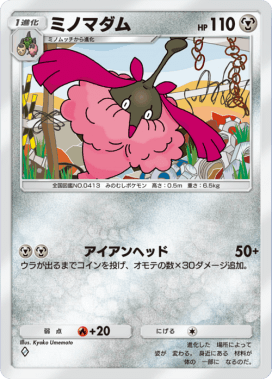 1進化 ミノマダム HP 110
ミノムッチから進化
全国図鑑NO.0413 みのむしポケモン 高さ:0.5m 重さ:6.5kg
アイアンヘッド 50+
ウラが出るまでコインを投げ、オモテの数×30ダメージ追加。
弱点 +20 にげる
Illus. Kyoko Umemoto
進化した 場所によって
姿が 変わる。 身近にある 材料が
体の 一部に なるのだ。